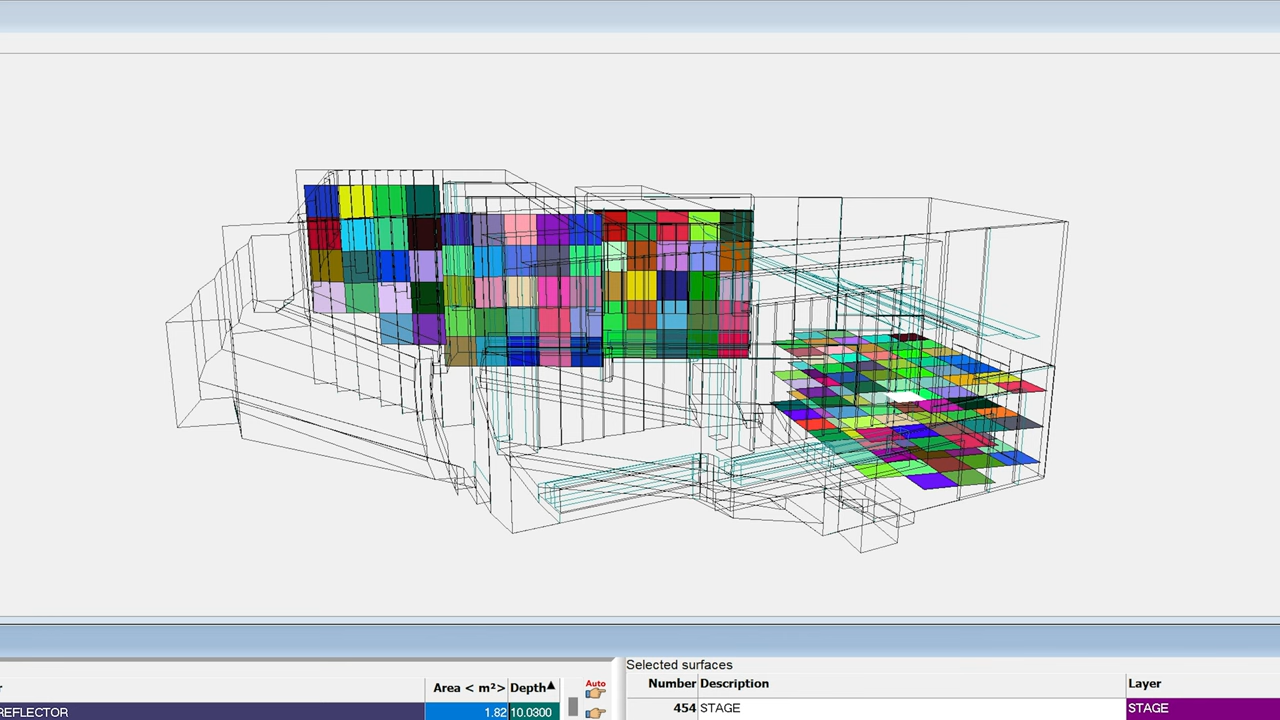 Selected surfaces
Area < m²> Depth Auto Number Description Layer
REFLECTOR 1.82 10.0300 454 STAGE STAGE